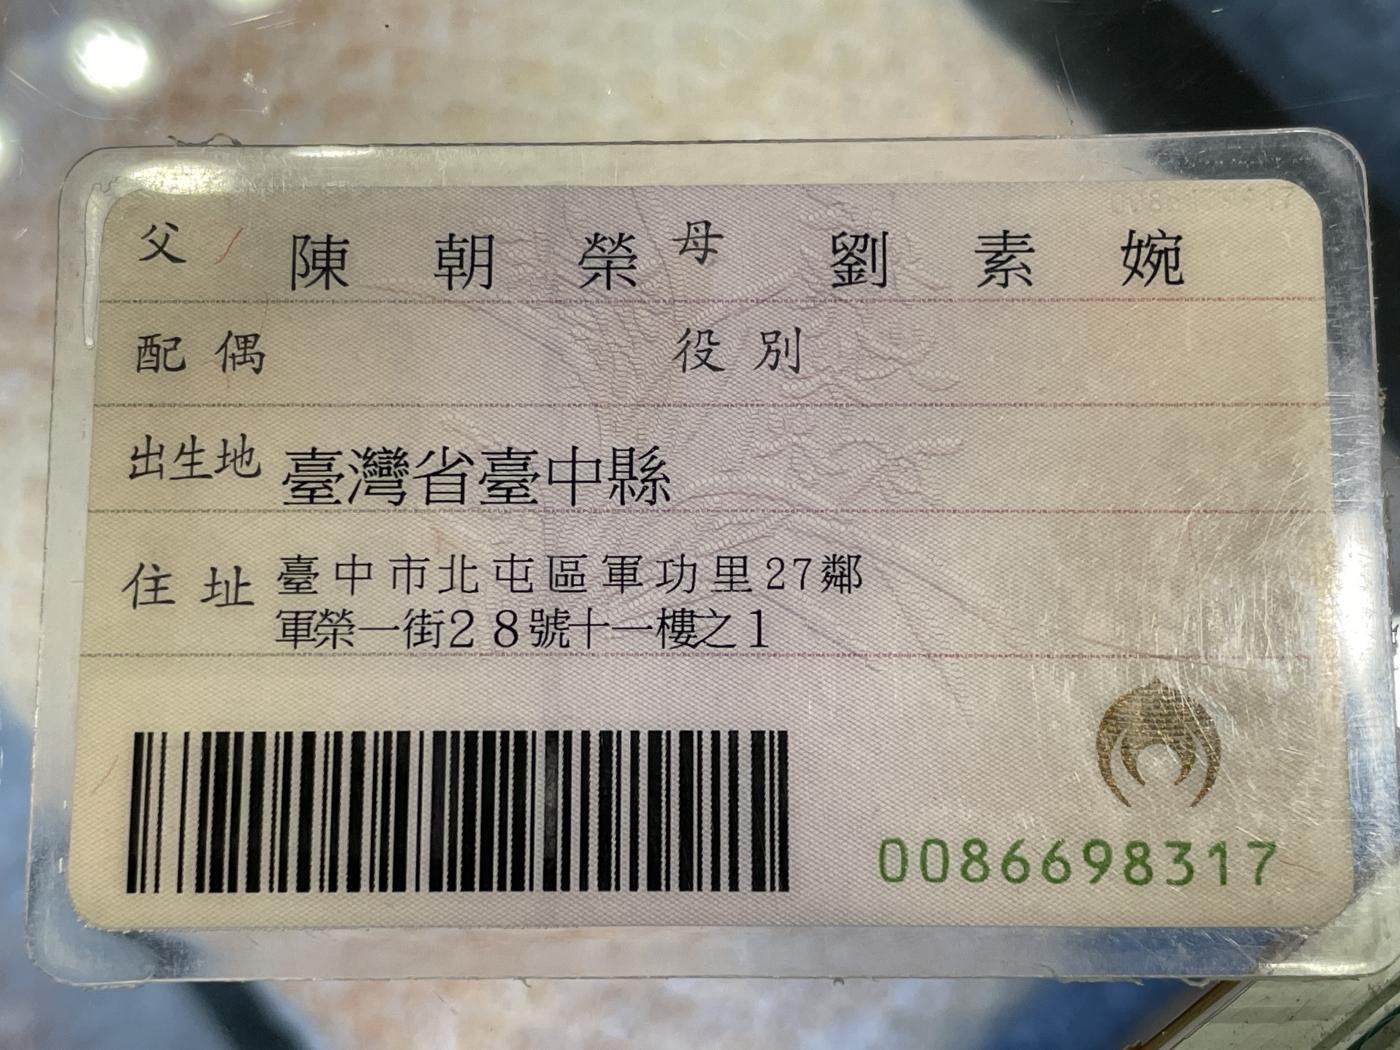 父 陳朝榮 母 劉素婉
配偶 役別
出生地 臺灣省臺中縣
住址 臺中市北屯區軍功里27鄰
軍榮一街28號十一樓之1
0086698317